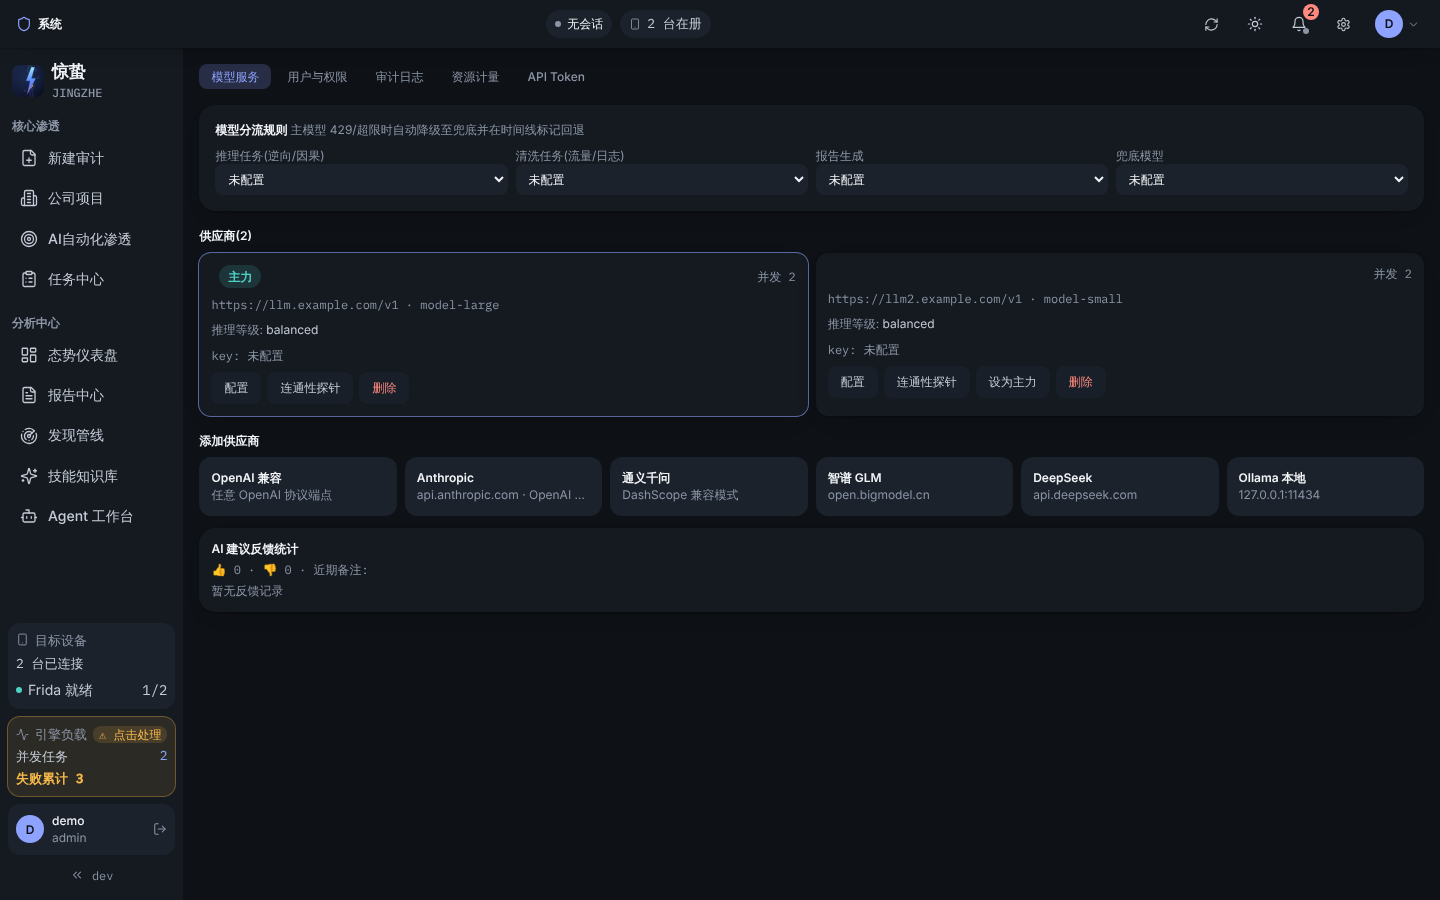 系统
无会话
2 台在册
2
D
惊蛰
JINGZHE
核心渗透
新建审计
公司项目
AI自动化渗透
任务中心
分析中心
态势仪表盘
报告中心
发现管线
技能知识库
Agent 工作台
目标设备
2 台已连接
Frida 就绪 1/2
引擎负载 ⚠ 点击处理
并发任务 2
失败累计 3
D
demo
admin
dev
模型服务 用户与权限 审计日志 资源计量 API Token
模型分流规则 主模型 429/超限时自动降级至兜底并在时间线标记回退
推理任务(逆向/因果) 清洗任务(流量/日志) 报告生成 兜底模型
未配置 未配置 未配置 未配置
供应商(2)
主力 并发 2
https://llm.example.com/v1 · model-large
推理等级: balanced
key: 未配置
配置 连通性探针 删除
并发 2
https://llm2.example.com/v1 · model-small
推理等级: balanced
key: 未配置
配置 连通性探针 设为主力 删除
添加供应商
OpenAI 兼容
任意 OpenAI 协议端点
Anthropic
api.anthropic.com · OpenAI ...
通义千问
DashScope 兼容模式
智谱 GLM
open.bigmodel.cn
DeepSeek
api.deepseek.com
Ollama 本地
127.0.0.1:11434
AI 建议反馈统计
👍 0 · 👎 0 · 近期备注:
暂无反馈记录